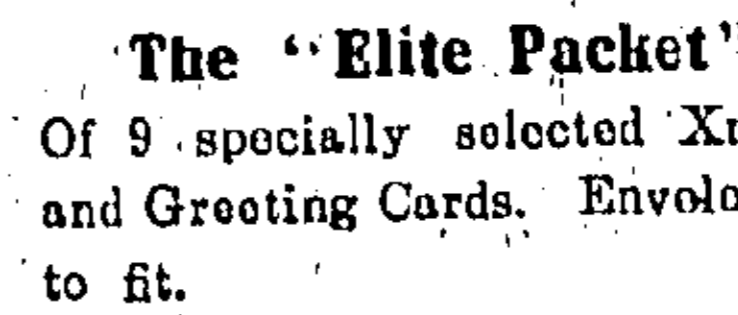 The "Elite Packet"
Of 9 specially selected
and Greeting Cards.
to fit.